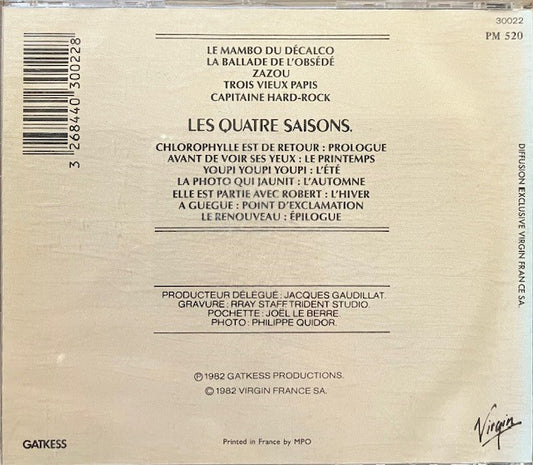 30022
PM 520
3 268440 300228
LE MAMBO DU DÉCALCO
LA BALLADE DE L'OBSÉDÉ
ZAZOU
TROIS VIEUX PAPIS
CAPITAINE HARD-ROCK
LES QUATRE SAISONS.
CHLOROPHYLLE EST DE RETOUR : PROLOGUE
AVANT DE VOIR SES YEUX : LE PRINTEMPS
YOUPI YOUPI YOUPI : L'ÉTÉ
LA PHOTO QUI JAUNIT : L'AUTOMNE
ELLE EST PARTIE AVEC ROBERT : L'HIVER
A GUEGUE : POINT D'EXCLAMATION
LE RENOUVEAU : ÉPILOGUE
DIFFUSION EXCLUSIVE VIRGIN FRANCE SA.
PRODUCTEUR DÉLÉGUÉ : JACQUES GAUDILLAT.
GRAVURE : RRAY STAFF TRIDENT STUDIO.
POCHETTE : JOËL LE BERRE.
PHOTO : PHILIPPE QUIDOR.
℗ 1982 GATKESS PRODUCTIONS.
© 1982 VIRGIN FRANCE SA.
Virgin
GATKESS
Printed in France by MPO